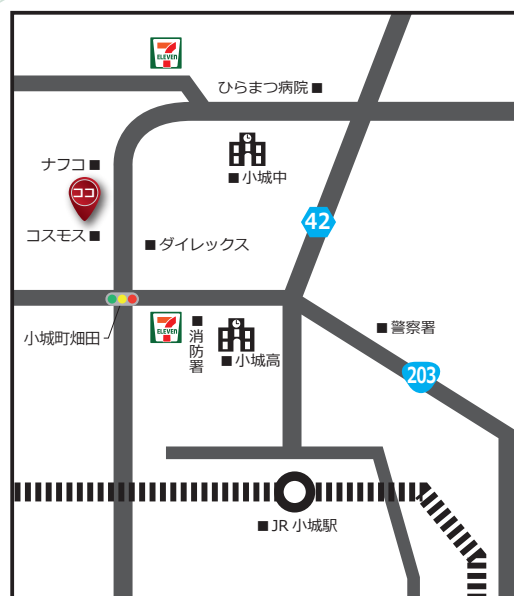 7
ELEVEN
ひらまつ病院■
ナフコ■
■小城中
ココ
コスモス■
■ダイレックス
42
小城町畑田
7
ELEVEN
■消防署
■小城高
■警察署
203
■JR 小城駅